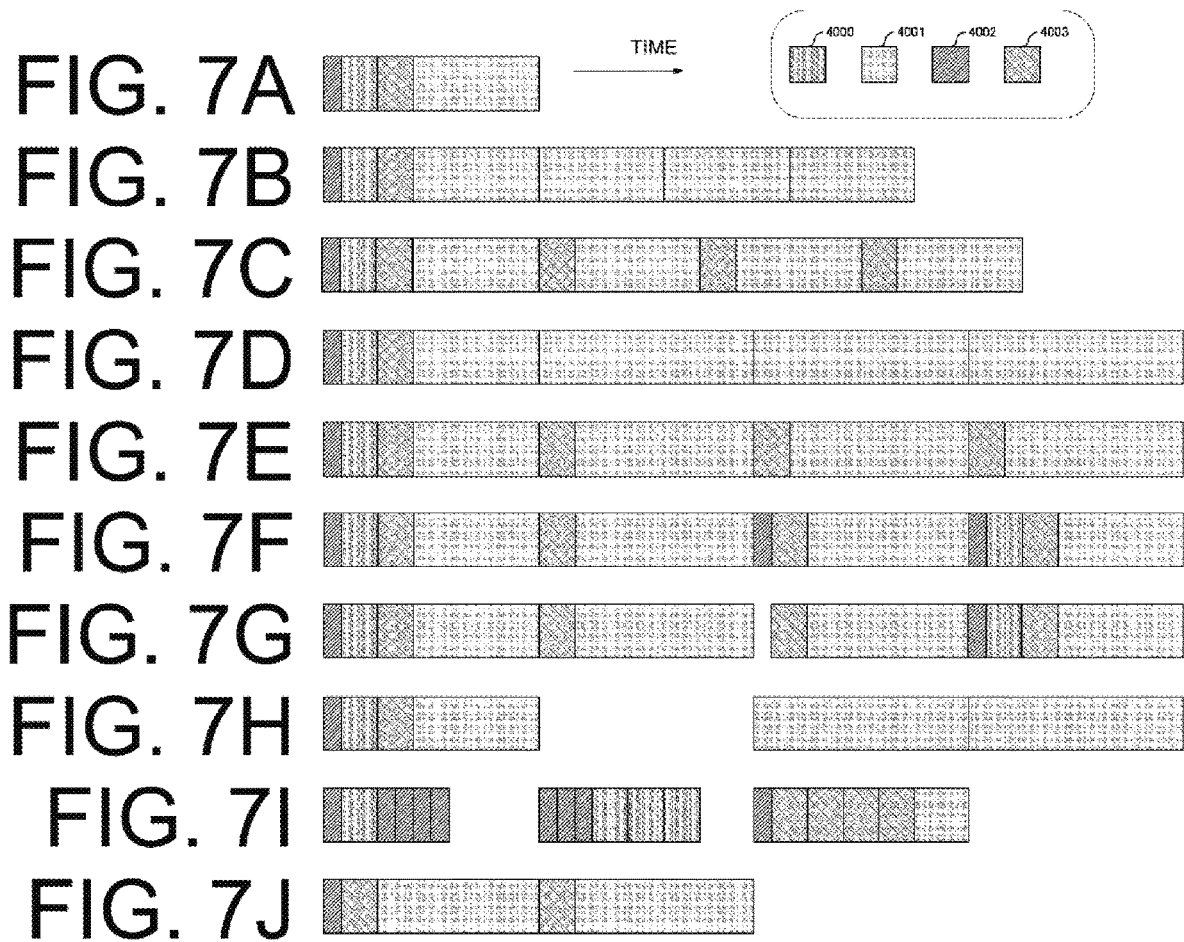 4000 4001 4002 4003
TIME
FIG. 7A
FIG. 7B
FIG. 7C
FIG. 7D
FIG. 7E
FIG. 7F
FIG. 7G
FIG. 7H
FIG. 7I
FIG. 7J